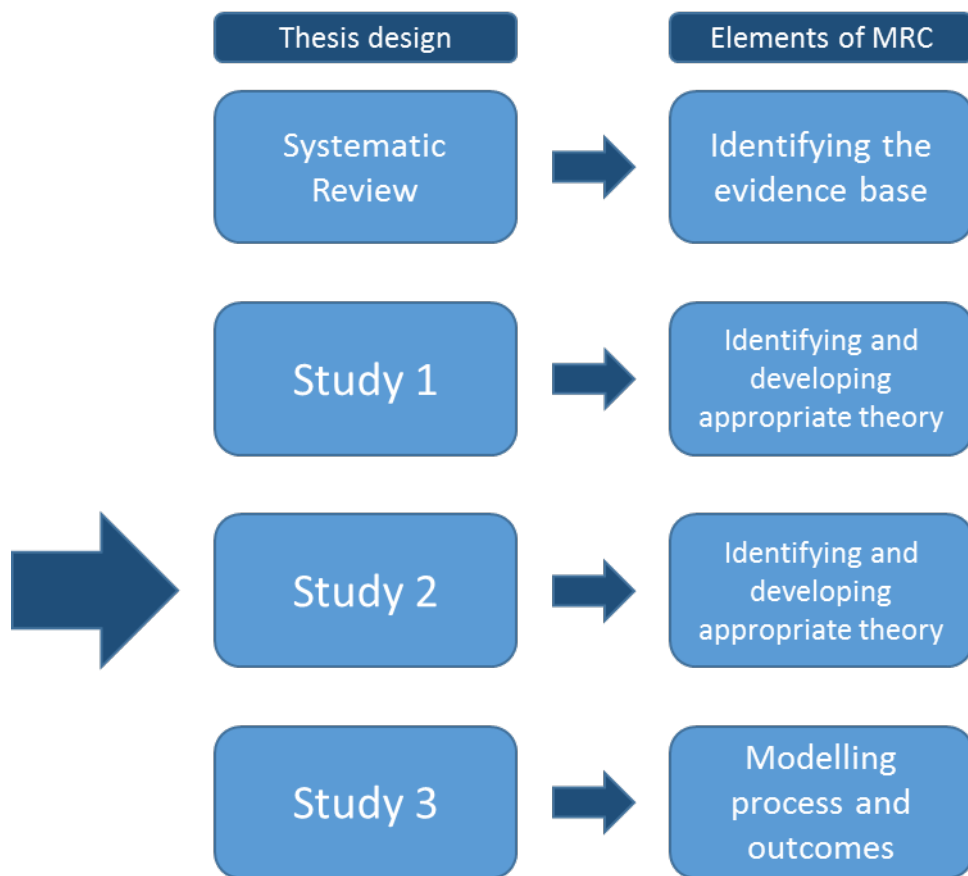 Thesis design
Elements of MRC
Systematic
Review
Identifying the
evidence base
Study 1
Identifying and
developing
appropriate theory
Study 2
Identifying and
developing
appropriate theory
Study 3
Modelling
process and
outcomes